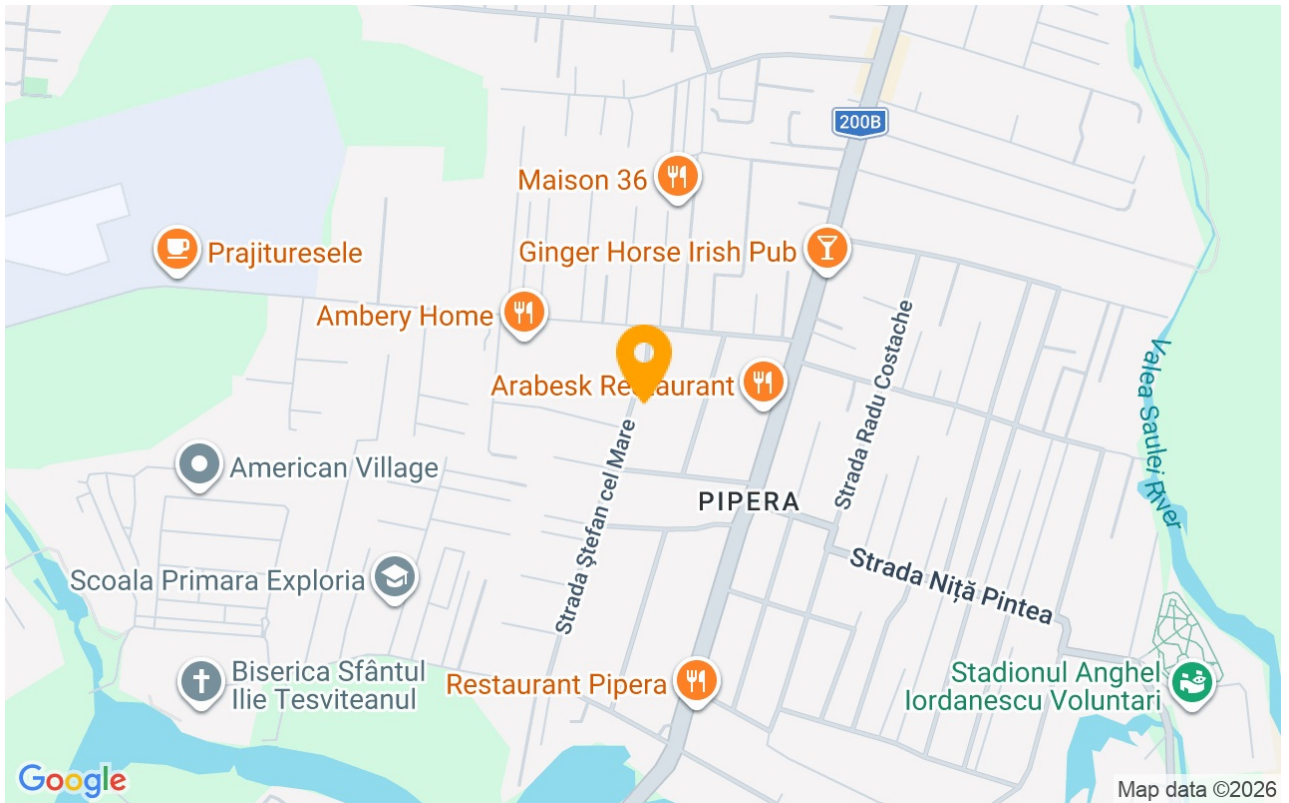 200B
Maison 36
Prajituresele
Ginger Horse Irish Pub
Ambery Home
Strada Radu Costache
Valea Saulei River
Arabesk Restaurant
Strada Ștefan cel Mare
American Village
PIPERA
Scoala Primara Exploria
Strada Niță Pintea
Biserica Sfântul
Ilie Tesviteanul
Restaurant Pipera
Stadionul Anghel
Iordanescu Voluntari
Google
Map data ©2026